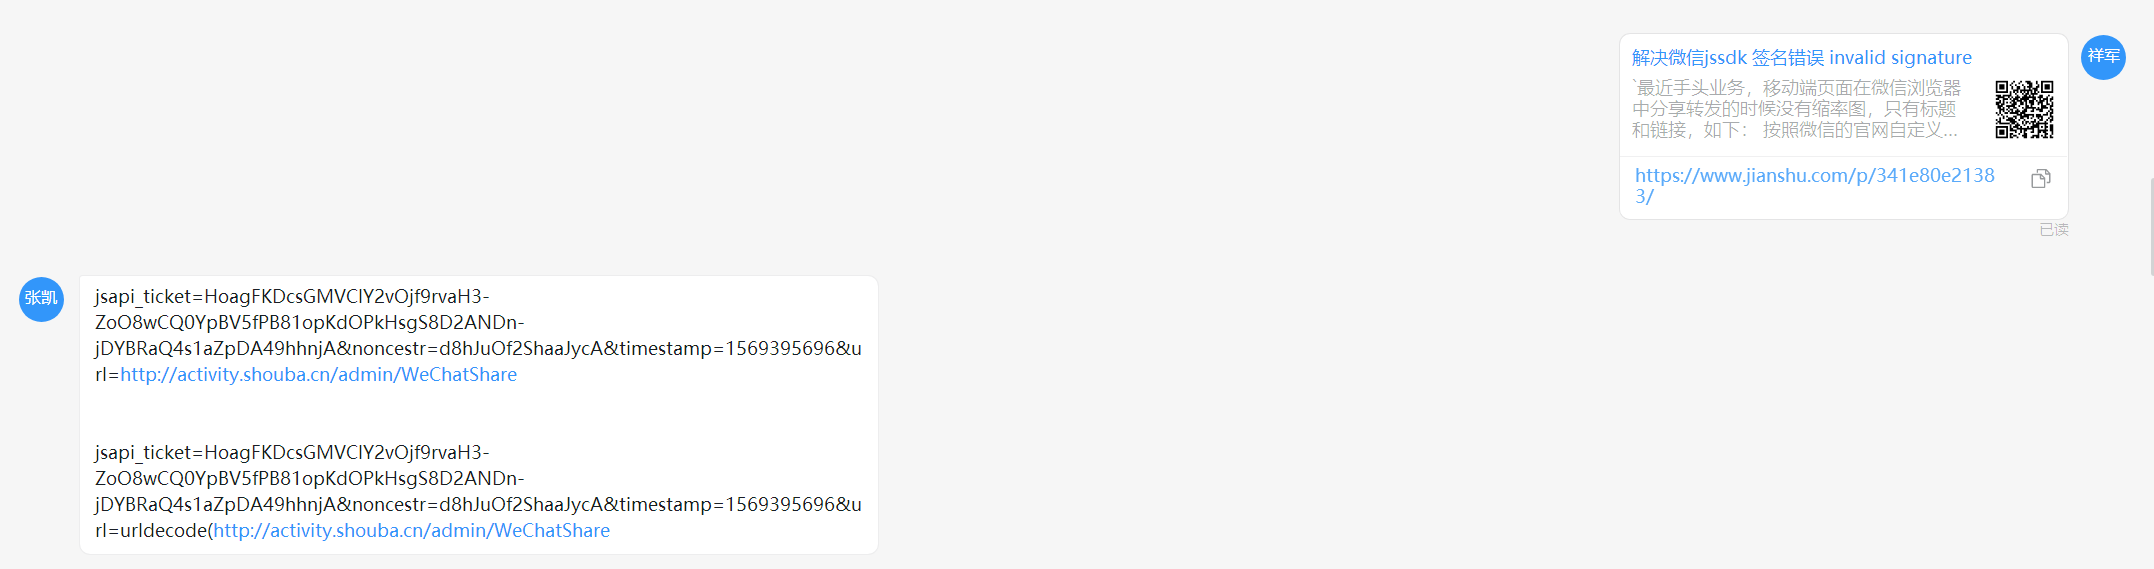 解决微信jssdk 签名错误 invalid signature
祥军
`最近手头业务，移动端页面在微信浏览器
中分享转发的时候没有缩率图，只有标题
和链接，如下： 按照微信的官网自定义...
https://www.jianshu.com/p/341e80e2138
3/
已读
张凯
jsapi_ticket=HoagFKDcsGMVClY2vOjf9rvaH3-
ZoO8wCQ0YpBV5fPB81opKdOPkHsgS8D2ANDn-
jDYBRaQ4s1aZpDA49hhnjA&noncestr=d8hJuOf2ShaaJycA&timestamp=1569395696&u
rl=http://activity.shouba.cn/admin/WeChatShare
jsapi_ticket=HoagFKDcsGMVClY2vOjf9rvaH3-
ZoO8wCQ0YpBV5fPB81opKdOPkHsgS8D2ANDn-
jDYBRaQ4s1aZpDA49hhnjA&noncestr=d8hJuOf2ShaaJycA&timestamp=1569395696&u
rl=urldecode(http://activity.shouba.cn/admin/WeChatShare